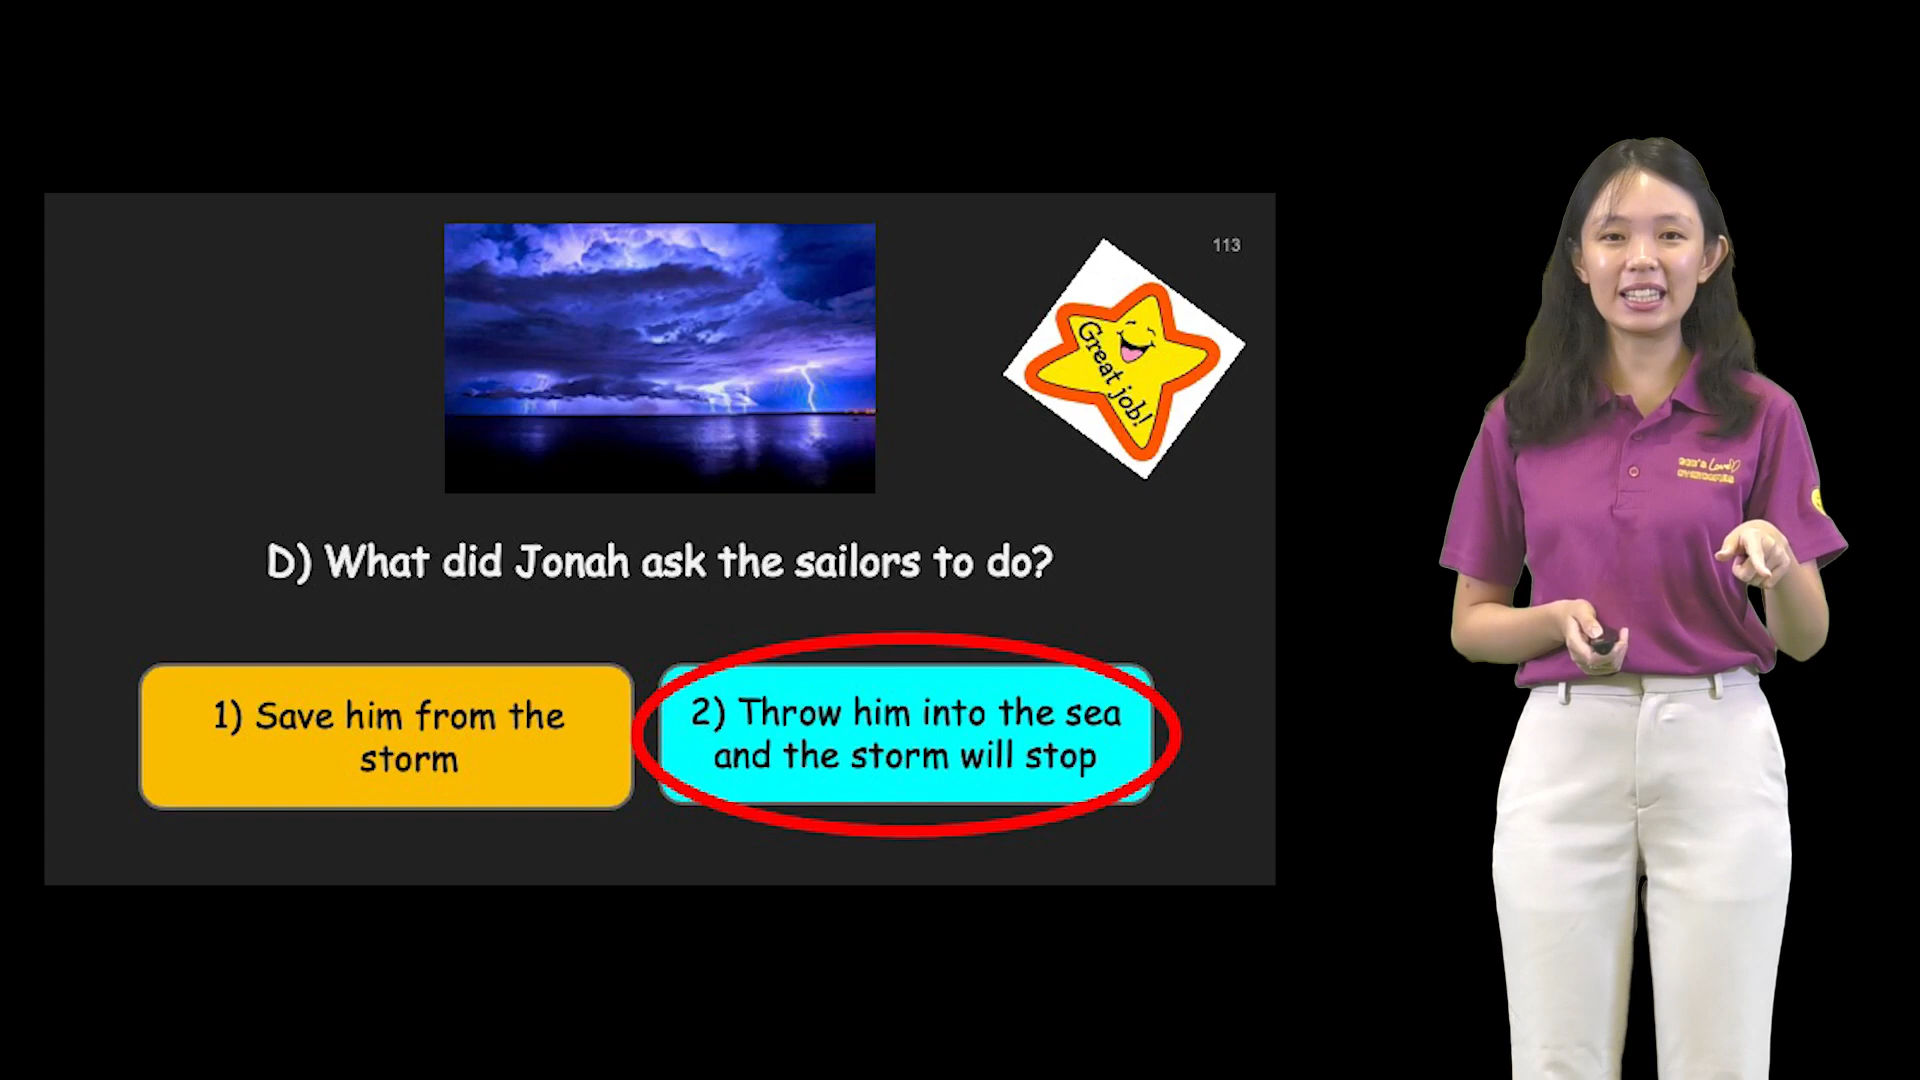 113
Great job!
D) What did Jonah ask the sailors to do?
1) Save him from the
storm
2) Throw him into the sea
and the storm will stop
Love